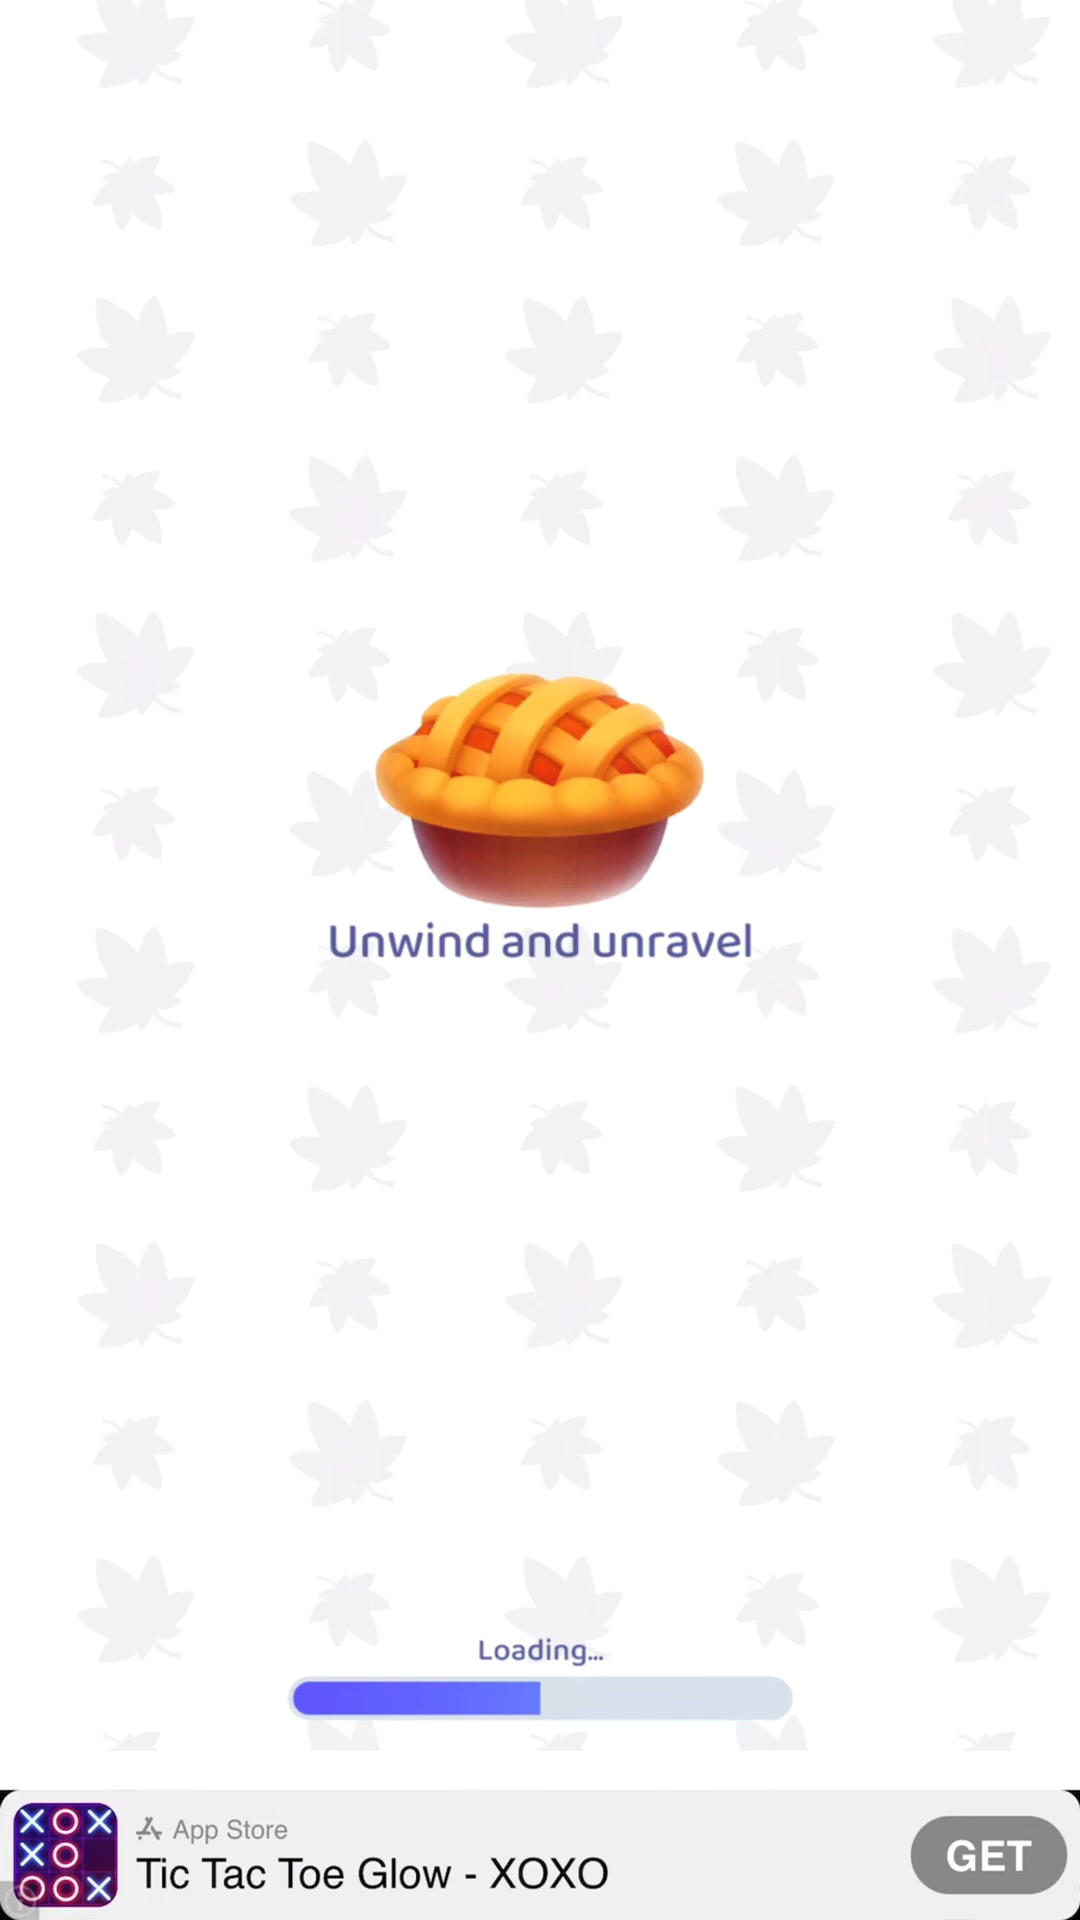 Unwind and unravel
Loading...
App Store
Tic Tac Toe Glow - XOXO
GET